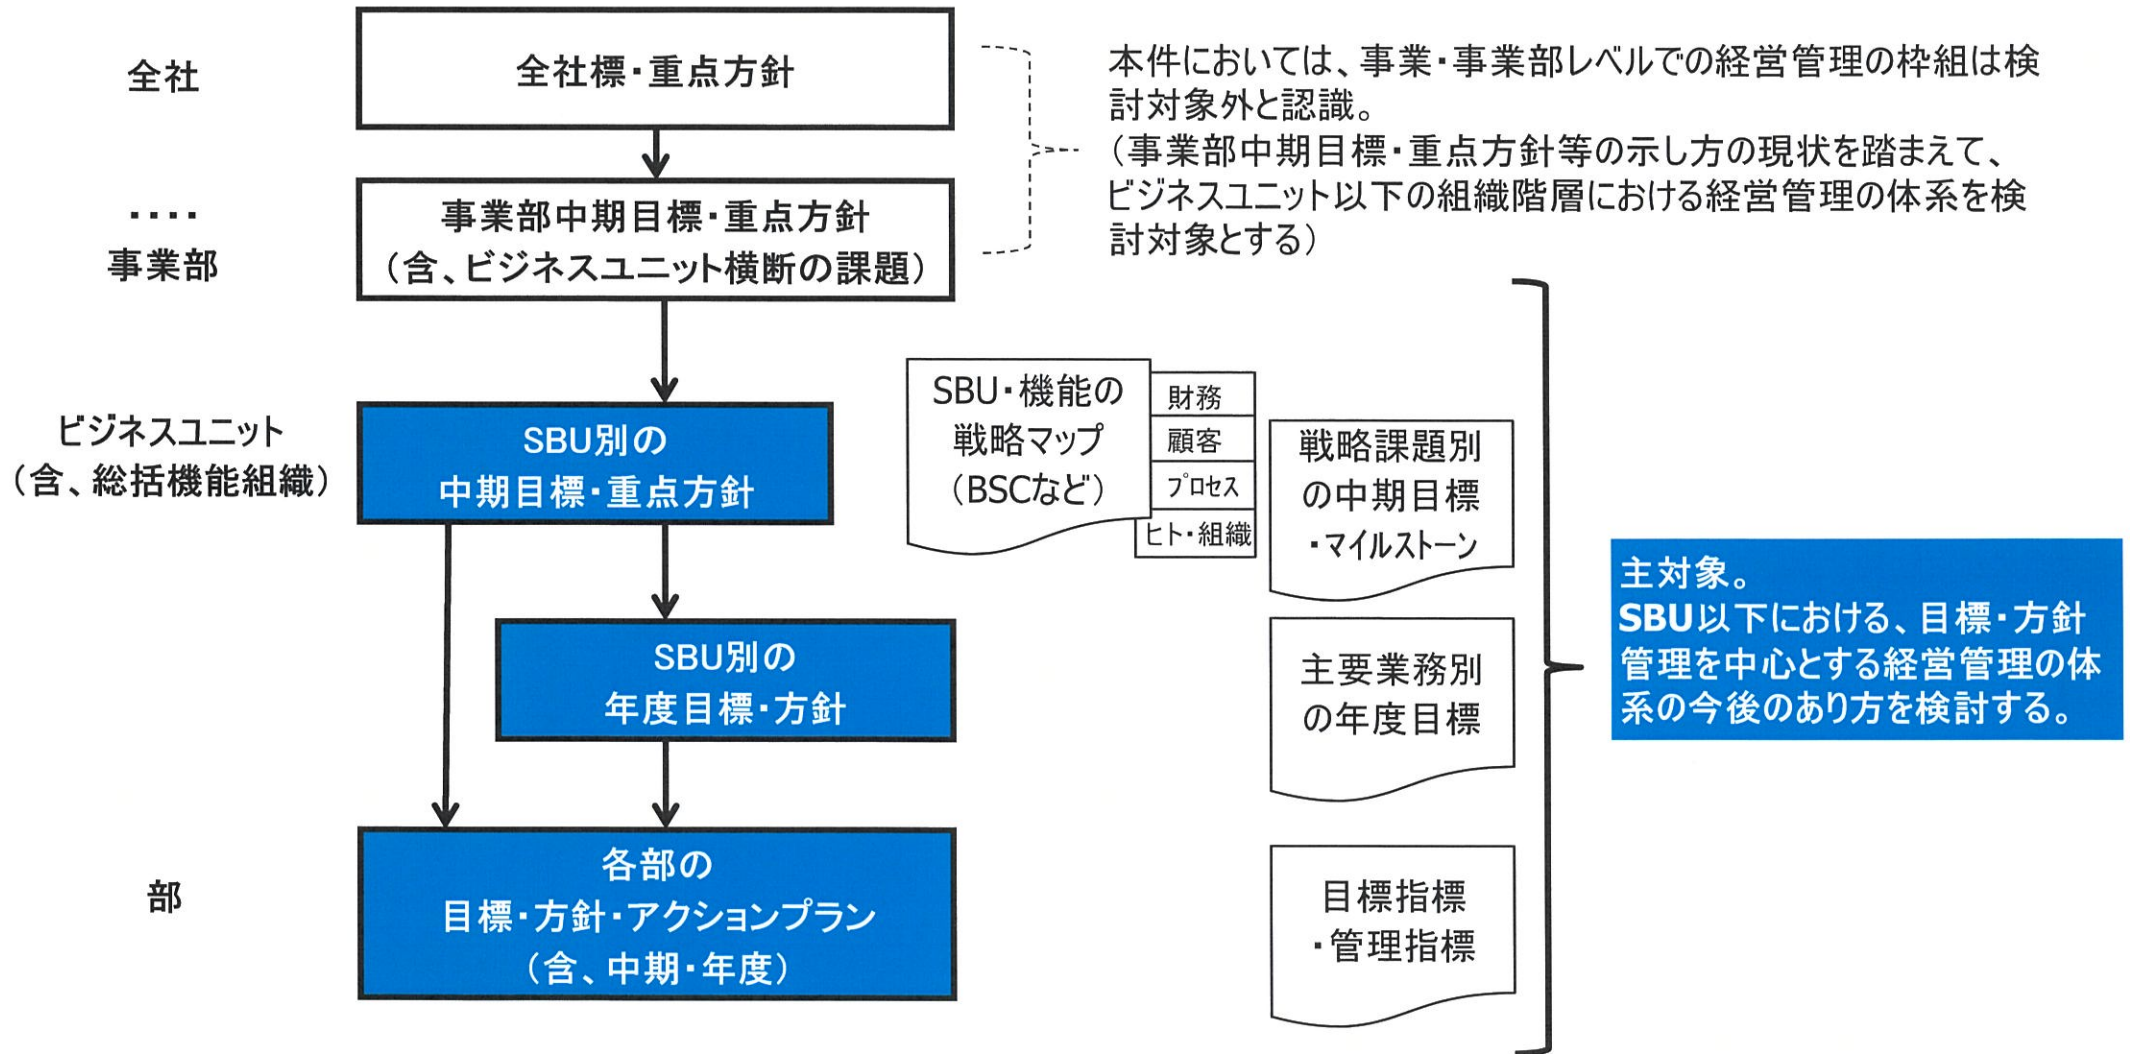 全社
全社標・重点方針
本件においては、事業・事業部レベルでの経営管理の枠組は検
討対象外と認識。
（事業部中期目標・重点方針等の示し方の現状を踏まえて、
ビジネスユニット以下の組織階層における経営管理の体系を検
討対象とする）
・・・・
事業部
事業部中期目標・重点方針
（含、ビジネスユニット横断の課題）
ビジネスユニット
（含、総括機能組織）
SBU別の
中期目標・重点方針
SBU・機能の
戦略マップ
（BSCなど）
財務
顧客
プロセス
ヒト・組織
戦略課題別
の中期目標
・マイルストーン
SBU別の
年度目標・方針
主要業務別
の年度目標
主対象。
SBU以下における、目標・方針
管理を中心とする経営管理の体
系の今後のあり方を検討する。
部
各部の
目標・方針・アクションプラン
（含、中期・年度）
目標指標
・管理指標